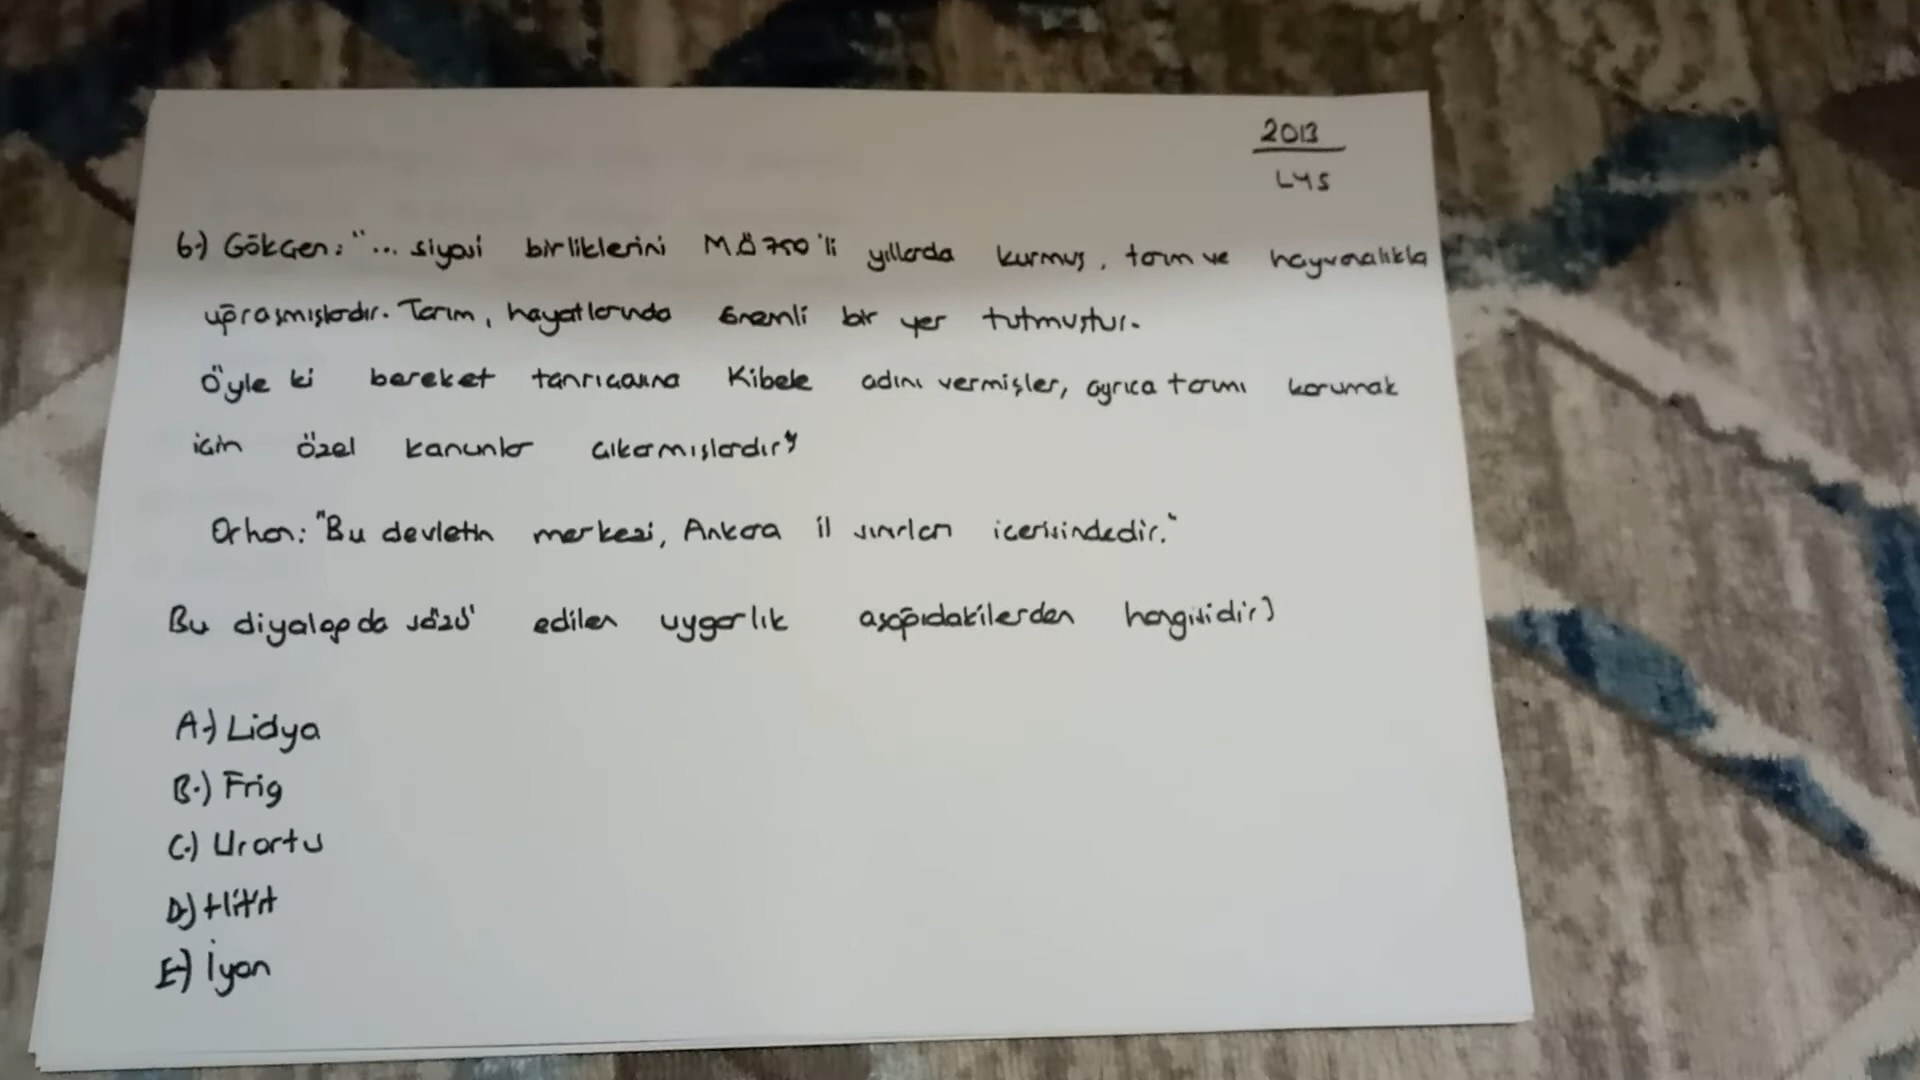 2013
LYS
6-) Gökçen: "... siyasi birliklerini MÖ 750'li yıllarda kurmuş, tarım ve hayvancılıkla
uğraşmışlardır. Tarım, hayatlarında önemli bir yer tutmuştur.
Öyle ki bereket tanrıçasına Kibele adını vermişler, ayrıca tarımı korumak
için özel kanunlar çıkarmışlardır"
Orhan: "Bu devletin merkezi, Ankara il sınırları içerisindedir."
Bu diyalogda sözü edilen uygarlık aşağıdakilerden hangisidir?
A-) Lidya
B-) Frig
C-) Urartu
D-) Hitit
E-) İyon